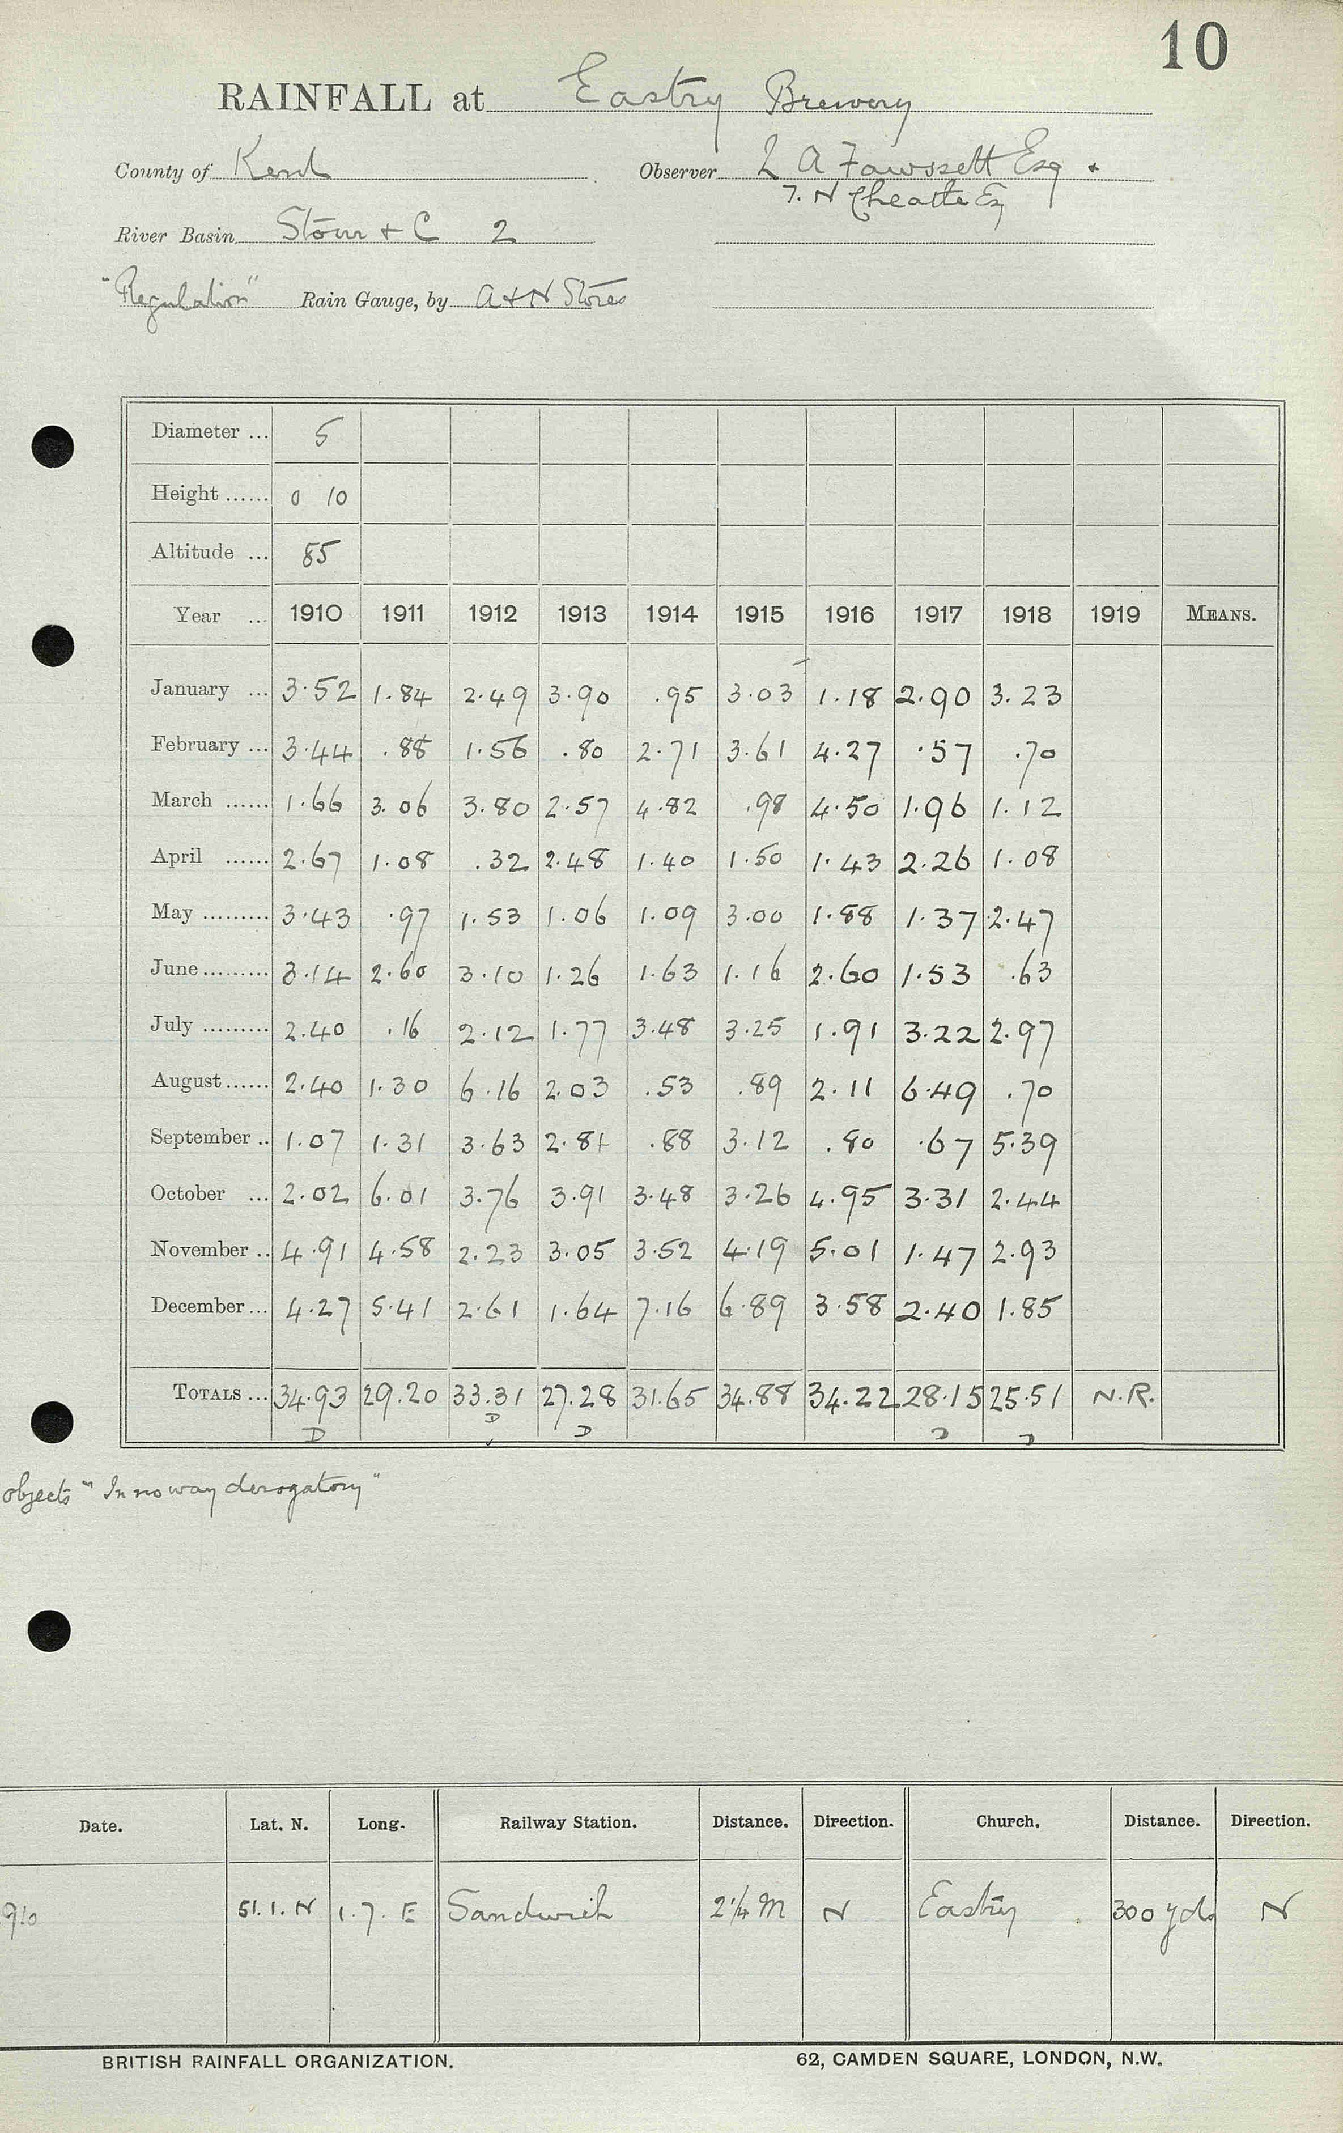 10
RAINFALL at Eastry Brewery
County of Kent Observer L A Fawssett Esq +
T. N Cheatle Esq
River Basin Stour + C 2
"Regulation" Rain Gauge, by A + N Stores
Diameter ... 5
Height ...... 0 10
Altitude ... 85
Year ... 1910 1911 1912 1913 1914 1915 1916 1917 1918 1919 MEANS.
January ... 3.52 1.84 2.49 3.90 .95 3.03 1.18 2.90 3.23
February ... 3.44 .88 1.56 .80 2.71 3.61 4.27 .57 .70
March ...... 1.66 3.06 3.80 2.57 4.82 .98 4.50 1.96 1.12
April ...... 2.67 1.08 .32 2.48 1.40 1.50 1.43 2.26 1.08
May ......... 3.43 .97 1.53 1.06 1.09 3.00 1.88 1.37 2.47
June ......... 3.14 2.60 3.10 1.26 1.63 1.16 2.60 1.53 .63
July ......... 2.40 .16 2.12 1.77 3.48 3.25 1.91 3.22 2.97
August ...... 2.40 1.30 6.16 2.03 .53 .89 2.11 6.49 .70
September .. 1.07 1.31 3.63 2.81 .88 3.12 .80 .67 5.39
October ... 2.02 6.01 3.76 3.91 3.48 3.26 4.95 3.31 2.44
November .. 4.91 4.58 2.23 3.05 3.52 4.19 5.01 1.47 2.93
December ... 4.27 5.41 2.61 1.64 7.16 6.89 3.58 2.40 1.85
TOTALS ... 34.93 29.20 33.31 27.28 31.65 34.88 34.22 28.15 25.51 N.R.
D D D D D
objects "In no way derogatory"
Date. Lat. N. Long. Railway Station. Distance. Direction. Church. Distance. Direction.
910 51.1.N 1.7.E Sandwich 2¼ M N Eastry 300 yds N
BRITISH RAINFALL ORGANIZATION. 62, CAMDEN SQUARE, LONDON, N.W.